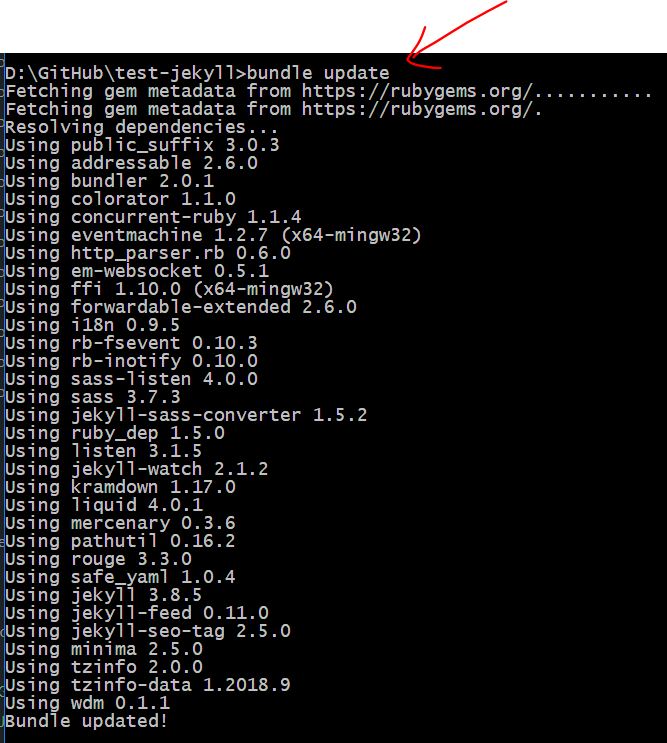 D:\GitHub\test-jekyll>bundle update
Fetching gem metadata from https://rubygems.org/...........
Fetching gem metadata from https://rubygems.org/.
Resolving dependencies...
Using public_suffix 3.0.3
Using addressable 2.6.0
Using bundler 2.0.1
Using colorator 1.1.0
Using concurrent-ruby 1.1.4
Using eventmachine 1.2.7 (x64-mingw32)
Using http_parser.rb 0.6.0
Using em-websocket 0.5.1
Using ffi 1.10.0 (x64-mingw32)
Using forwardable-extended 2.6.0
Using i18n 0.9.5
Using rb-fsevent 0.10.3
Using rb-inotify 0.10.0
Using sass-listen 4.0.0
Using sass 3.7.3
Using jekyll-sass-converter 1.5.2
Using ruby_dep 1.5.0
Using listen 3.1.5
Using jekyll-watch 2.1.2
Using kramdown 1.17.0
Using liquid 4.0.1
Using mercenary 0.3.6
Using pathutil 0.16.2
Using rouge 3.3.0
Using safe_yaml 1.0.4
Using jekyll 3.8.5
Using jekyll-feed 0.11.0
Using jekyll-seo-tag 2.5.0
Using minima 2.5.0
Using tzinfo 2.0.0
Using tzinfo-data 1.2018.9
Using wdm 0.1.1
Bundle updated!